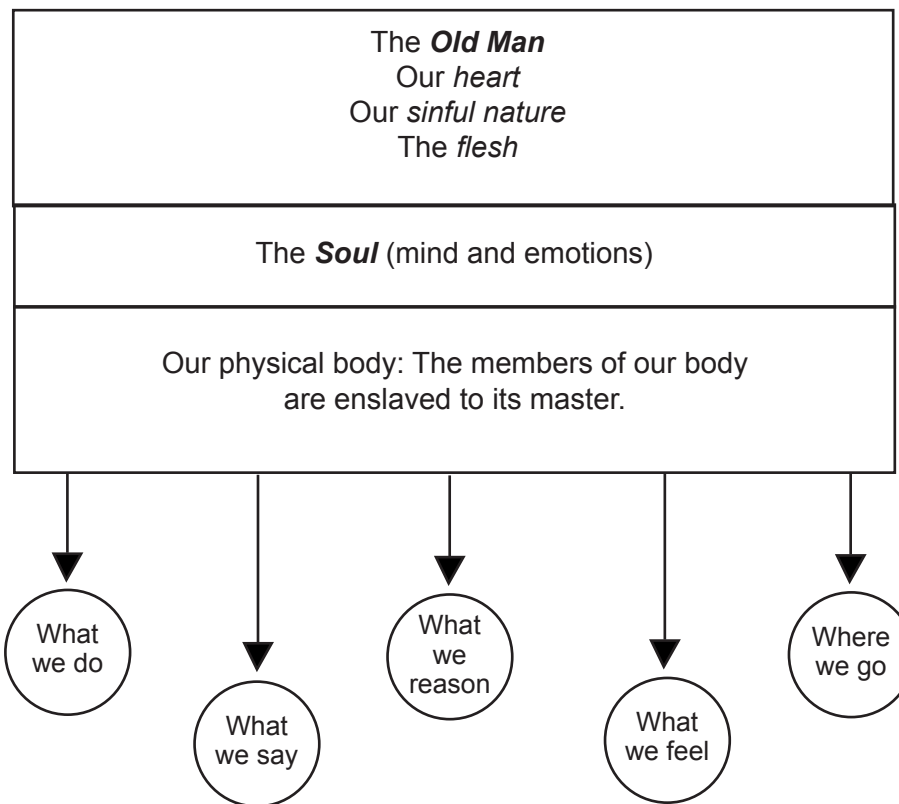 The Old Man
Our heart
Our sinful nature
The flesh
The Soul (mind and emotions)
Our physical body: The members of our body
are enslaved to its master.
What
we do
What
we say
What
we
reason
What
we feel
Where
we go